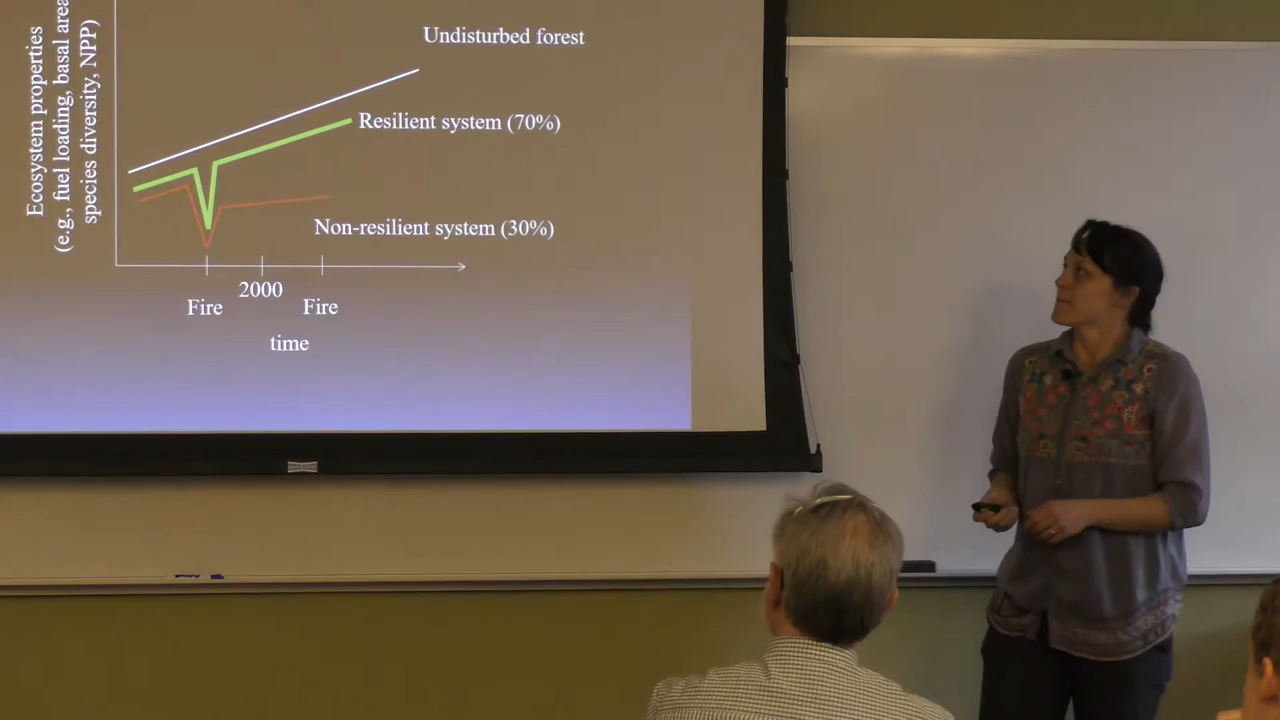 Ecosystem properties
(e.g., fuel loading, basal area
species diversity, NPP)
Undisturbed forest
Resilient system (70%)
Non-resilient system (30%)
2000
Fire
Fire
time